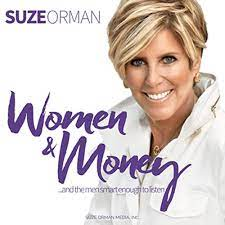 SUZE ORMAN
Women
& Money
...and the men smart enough to listen
SUZE ORMAN MEDIA, INC.